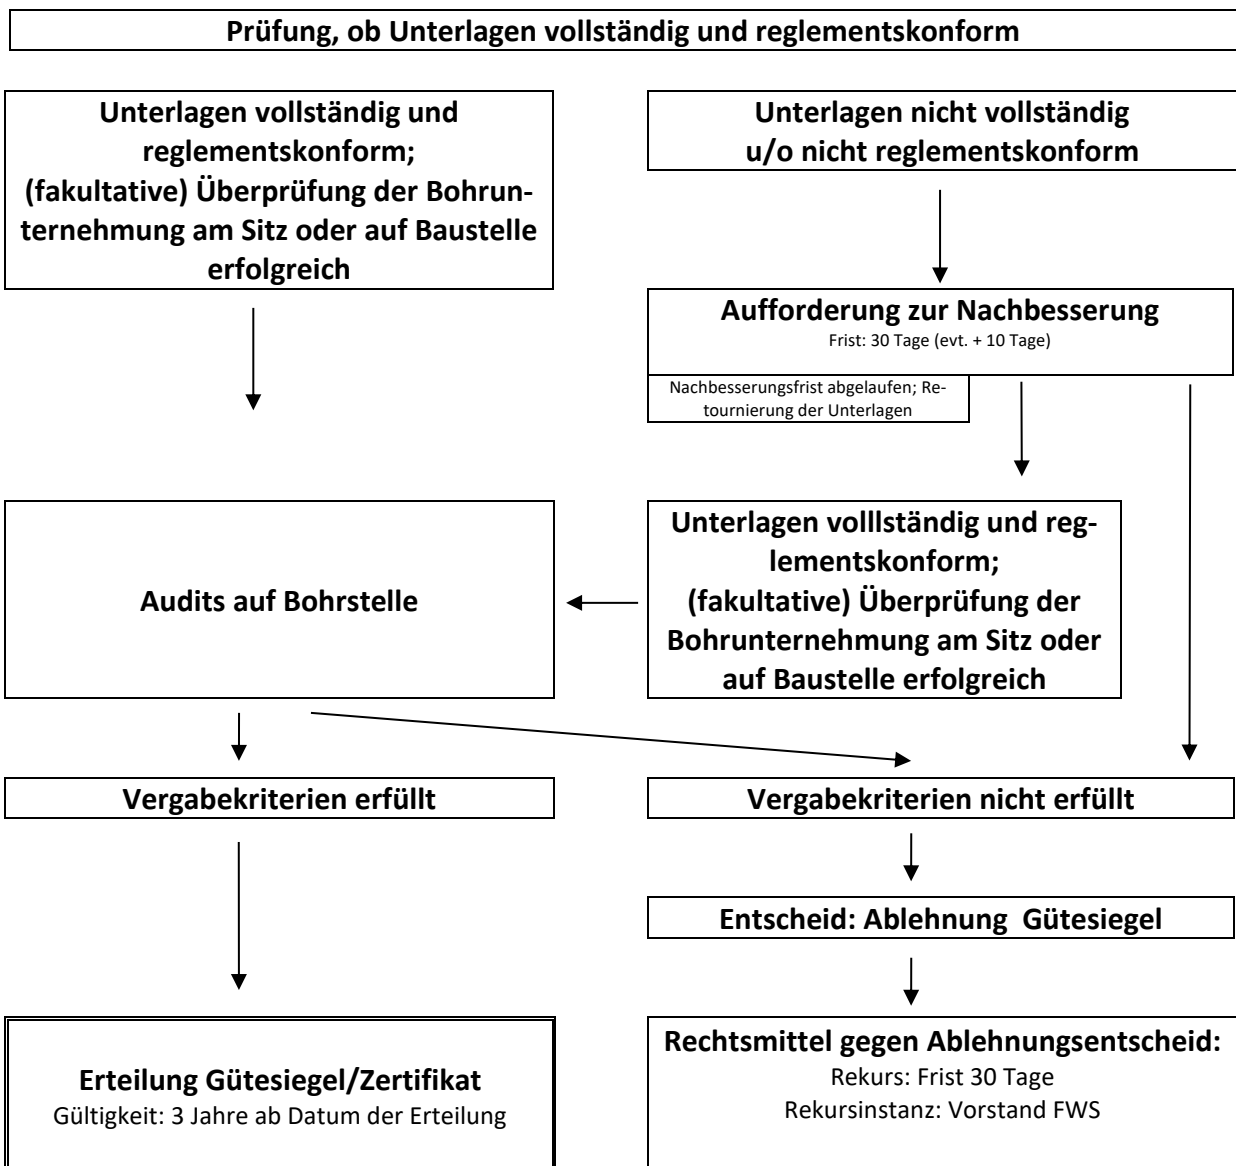 Prüfung, ob Unterlagen vollständig und reglementskonform
Unterlagen vollständig und
reglementskonform;
(fakultative) Überprüfung der Bohrun-
ternehmung am Sitz oder auf Baustelle
erfolgreich
Unterlagen nicht vollständig
u/o nicht reglementskonform
Aufforderung zur Nachbesserung
Frist: 30 Tage (evt. + 10 Tage)
Nachbesserungsfrist abgelaufen; Re-
tournierung der Unterlagen
Audits auf Bohrstelle
Unterlagen volllständig und reg-
lementskonform;
(fakultative) Überprüfung der
Bohrunternehmung am Sitz oder
auf Baustelle erfolgreich
Vergabekriterien erfüllt
Vergabekriterien nicht erfüllt
Entscheid: Ablehnung  Gütesiegel
Erteilung Gütesiegel/Zertifikat
Gültigkeit: 3 Jahre ab Datum der Erteilung
Rechtsmittel gegen Ablehnungsentscheid:
Rekurs: Frist 30 Tage
Rekursinstanz: Vorstand FWS